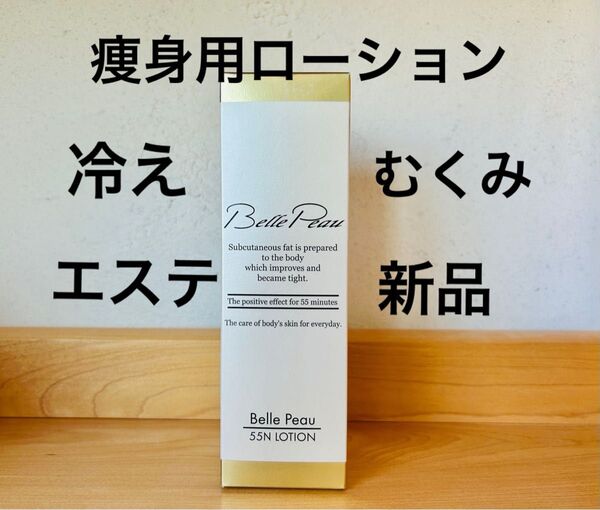 痩身用ローション
冷え
むくみ
エステ
新品
Belle Peau
Subcutaneous fat is prepared
to the body
which improves and
became tight.
The positive effect for 55 minutes
The care of body's skin for everyday.
Belle Peau
55N LOTION